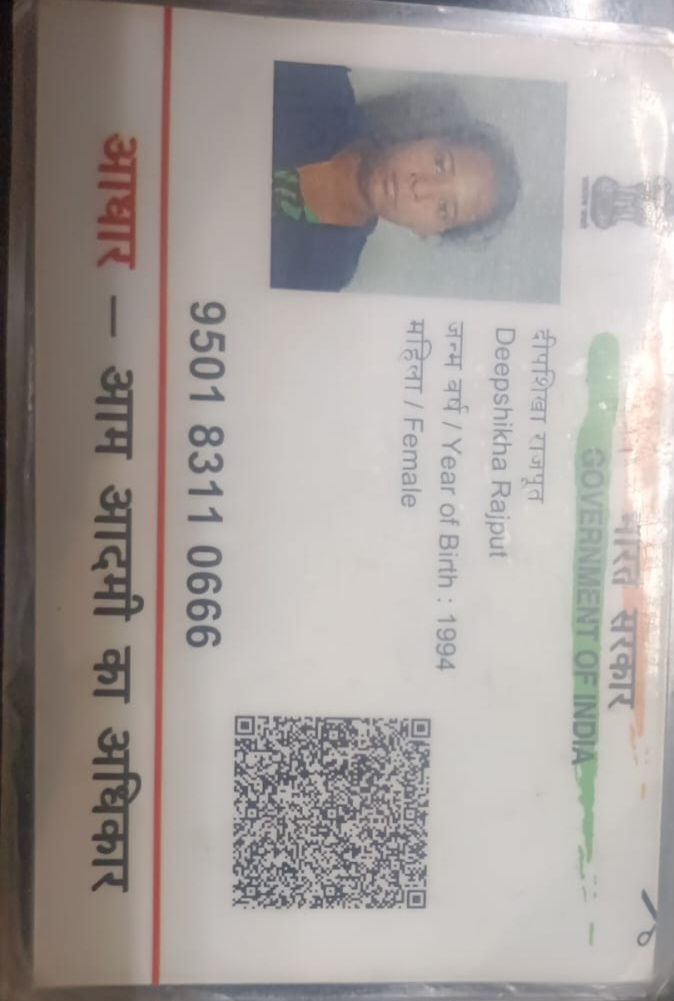 भारत सरकार
GOVERNMENT OF INDIA
दीपशिखा राजपूत
Deepshikha Rajput
जन्म वर्ष / Year of Birth : 1994
महिला / Female
9501 8311 0666
आधार – आम आदमी का अधिकार